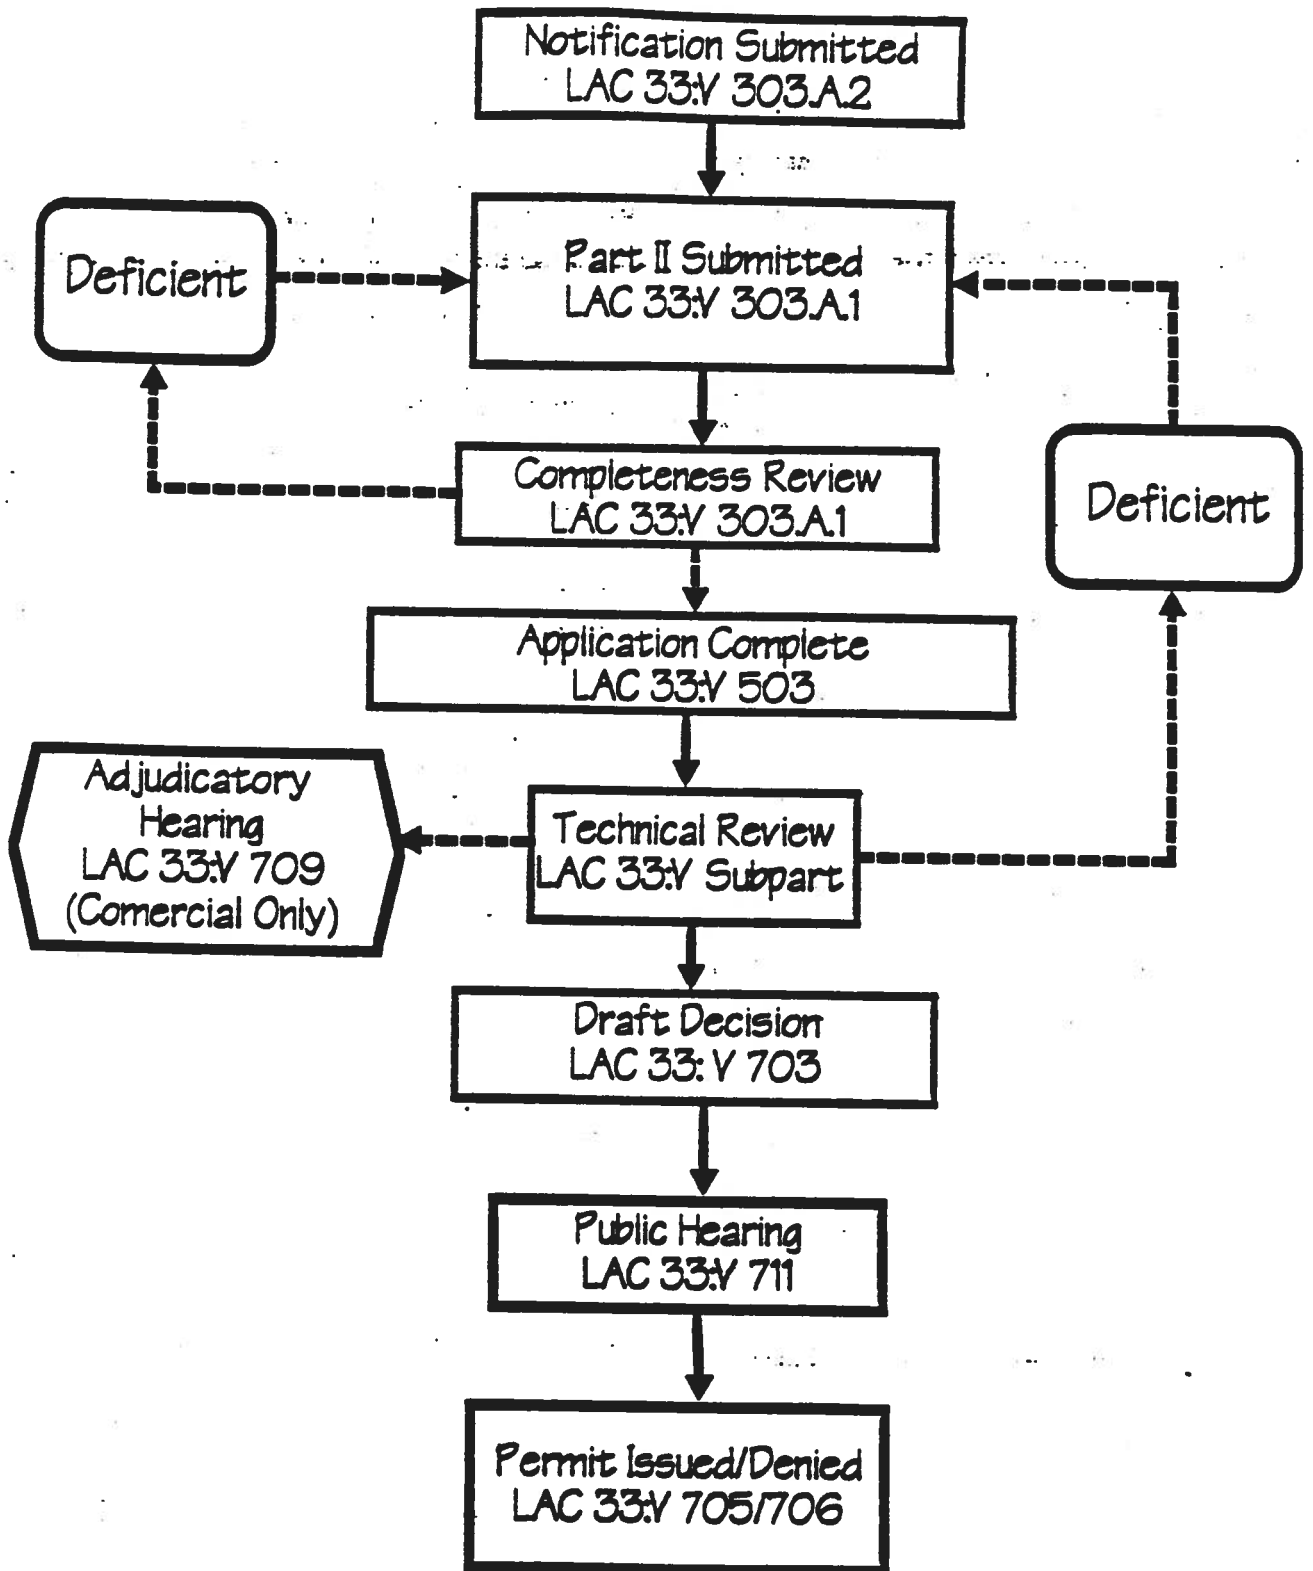 Notification Submitted
LAC 33:V 303.A.2
Deficient
Part II Submitted
LAC 33:V 303.A.1
Completeness Review
LAC 33:V 303.A.1
Deficient
Application Complete
LAC 33:V 503
Adjudicatory
Hearing
LAC 33:V 709
(Comercial Only)
Technical Review
LAC 33:V Subpart
Draft Decision
LAC 33: V 703
Public Hearing
LAC 33:V 711
Permit Issued/Denied
LAC 33:V 705/706